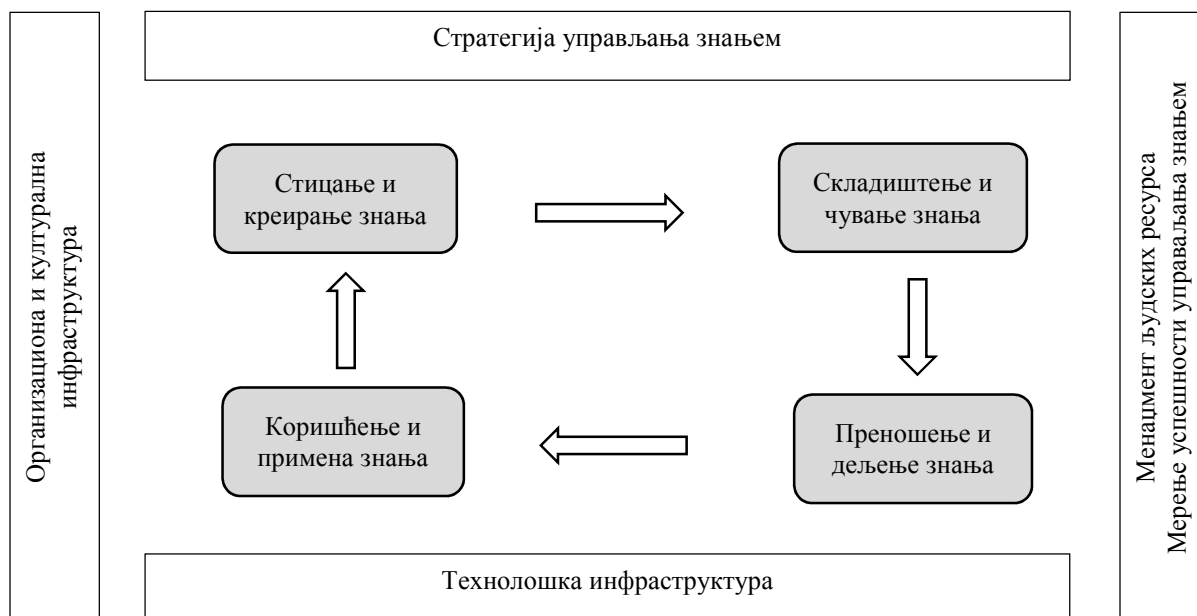 Стратегија управљања знањем
Организациона и културална
инфраструктура
Стицање и
креирање знања
Складиштење и
чување знања
Коришћење и
примена знања
Преношење и
дељење знања
Технолошка инфраструктура
Менаџмент људских ресурса
Мерење успешности управаљања знањем